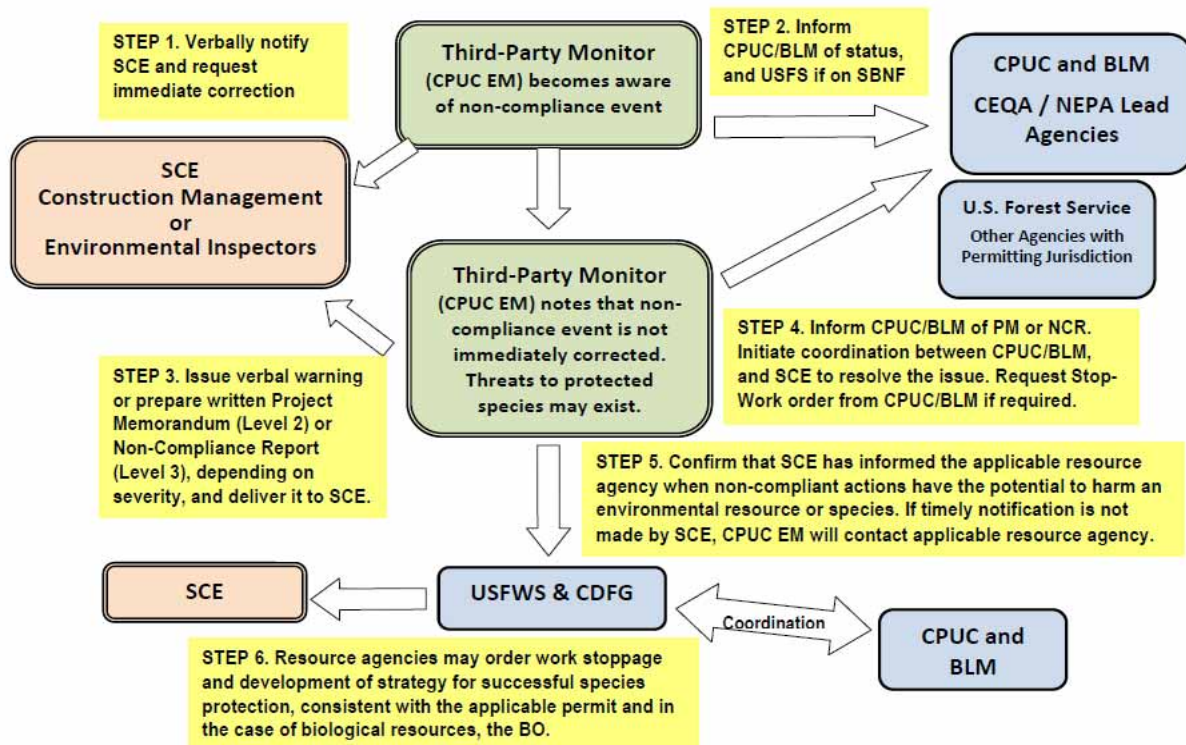 STEP 1. Verbally notify
SCE and request
immediate correction
Third-Party Monitor
(CPUC EM) becomes aware
of non-compliance event
STEP 2. Inform
CPUC/BLM of status,
and USFS if on SBNF
CPUC and BLM
CEQA / NEPA Lead
Agencies
SCE
Construction Management
or
Environmental Inspectors
U.S. Forest Service
Other Agencies with
Permitting Jurisdiction
Third-Party Monitor
(CPUC EM) notes that non-
compliance event is not
immediately corrected.
Threats to protected
species may exist.
STEP 3. Issue verbal warning
or prepare written Project
Memorandum (Level 2) or
Non-Compliance Report
(Level 3), depending on
severity, and deliver it to SCE.
STEP 4. Inform CPUC/BLM of PM or NCR.
Initiate coordination between CPUC/BLM,
and SCE to resolve the issue. Request Stop-
Work order from CPUC/BLM if required.
STEP 5. Confirm that SCE has informed the applicable resource
agency when non-compliant actions have the potential to harm an
environmental resource or species. If timely notification is not
made by SCE, CPUC EM will contact applicable resource agency.
SCE
USFWS & CDFG
Coordination
CPUC and
BLM
STEP 6. Resource agencies may order work stoppage
and development of strategy for successful species
protection, consistent with the applicable permit and in
the case of biological resources, the BO.